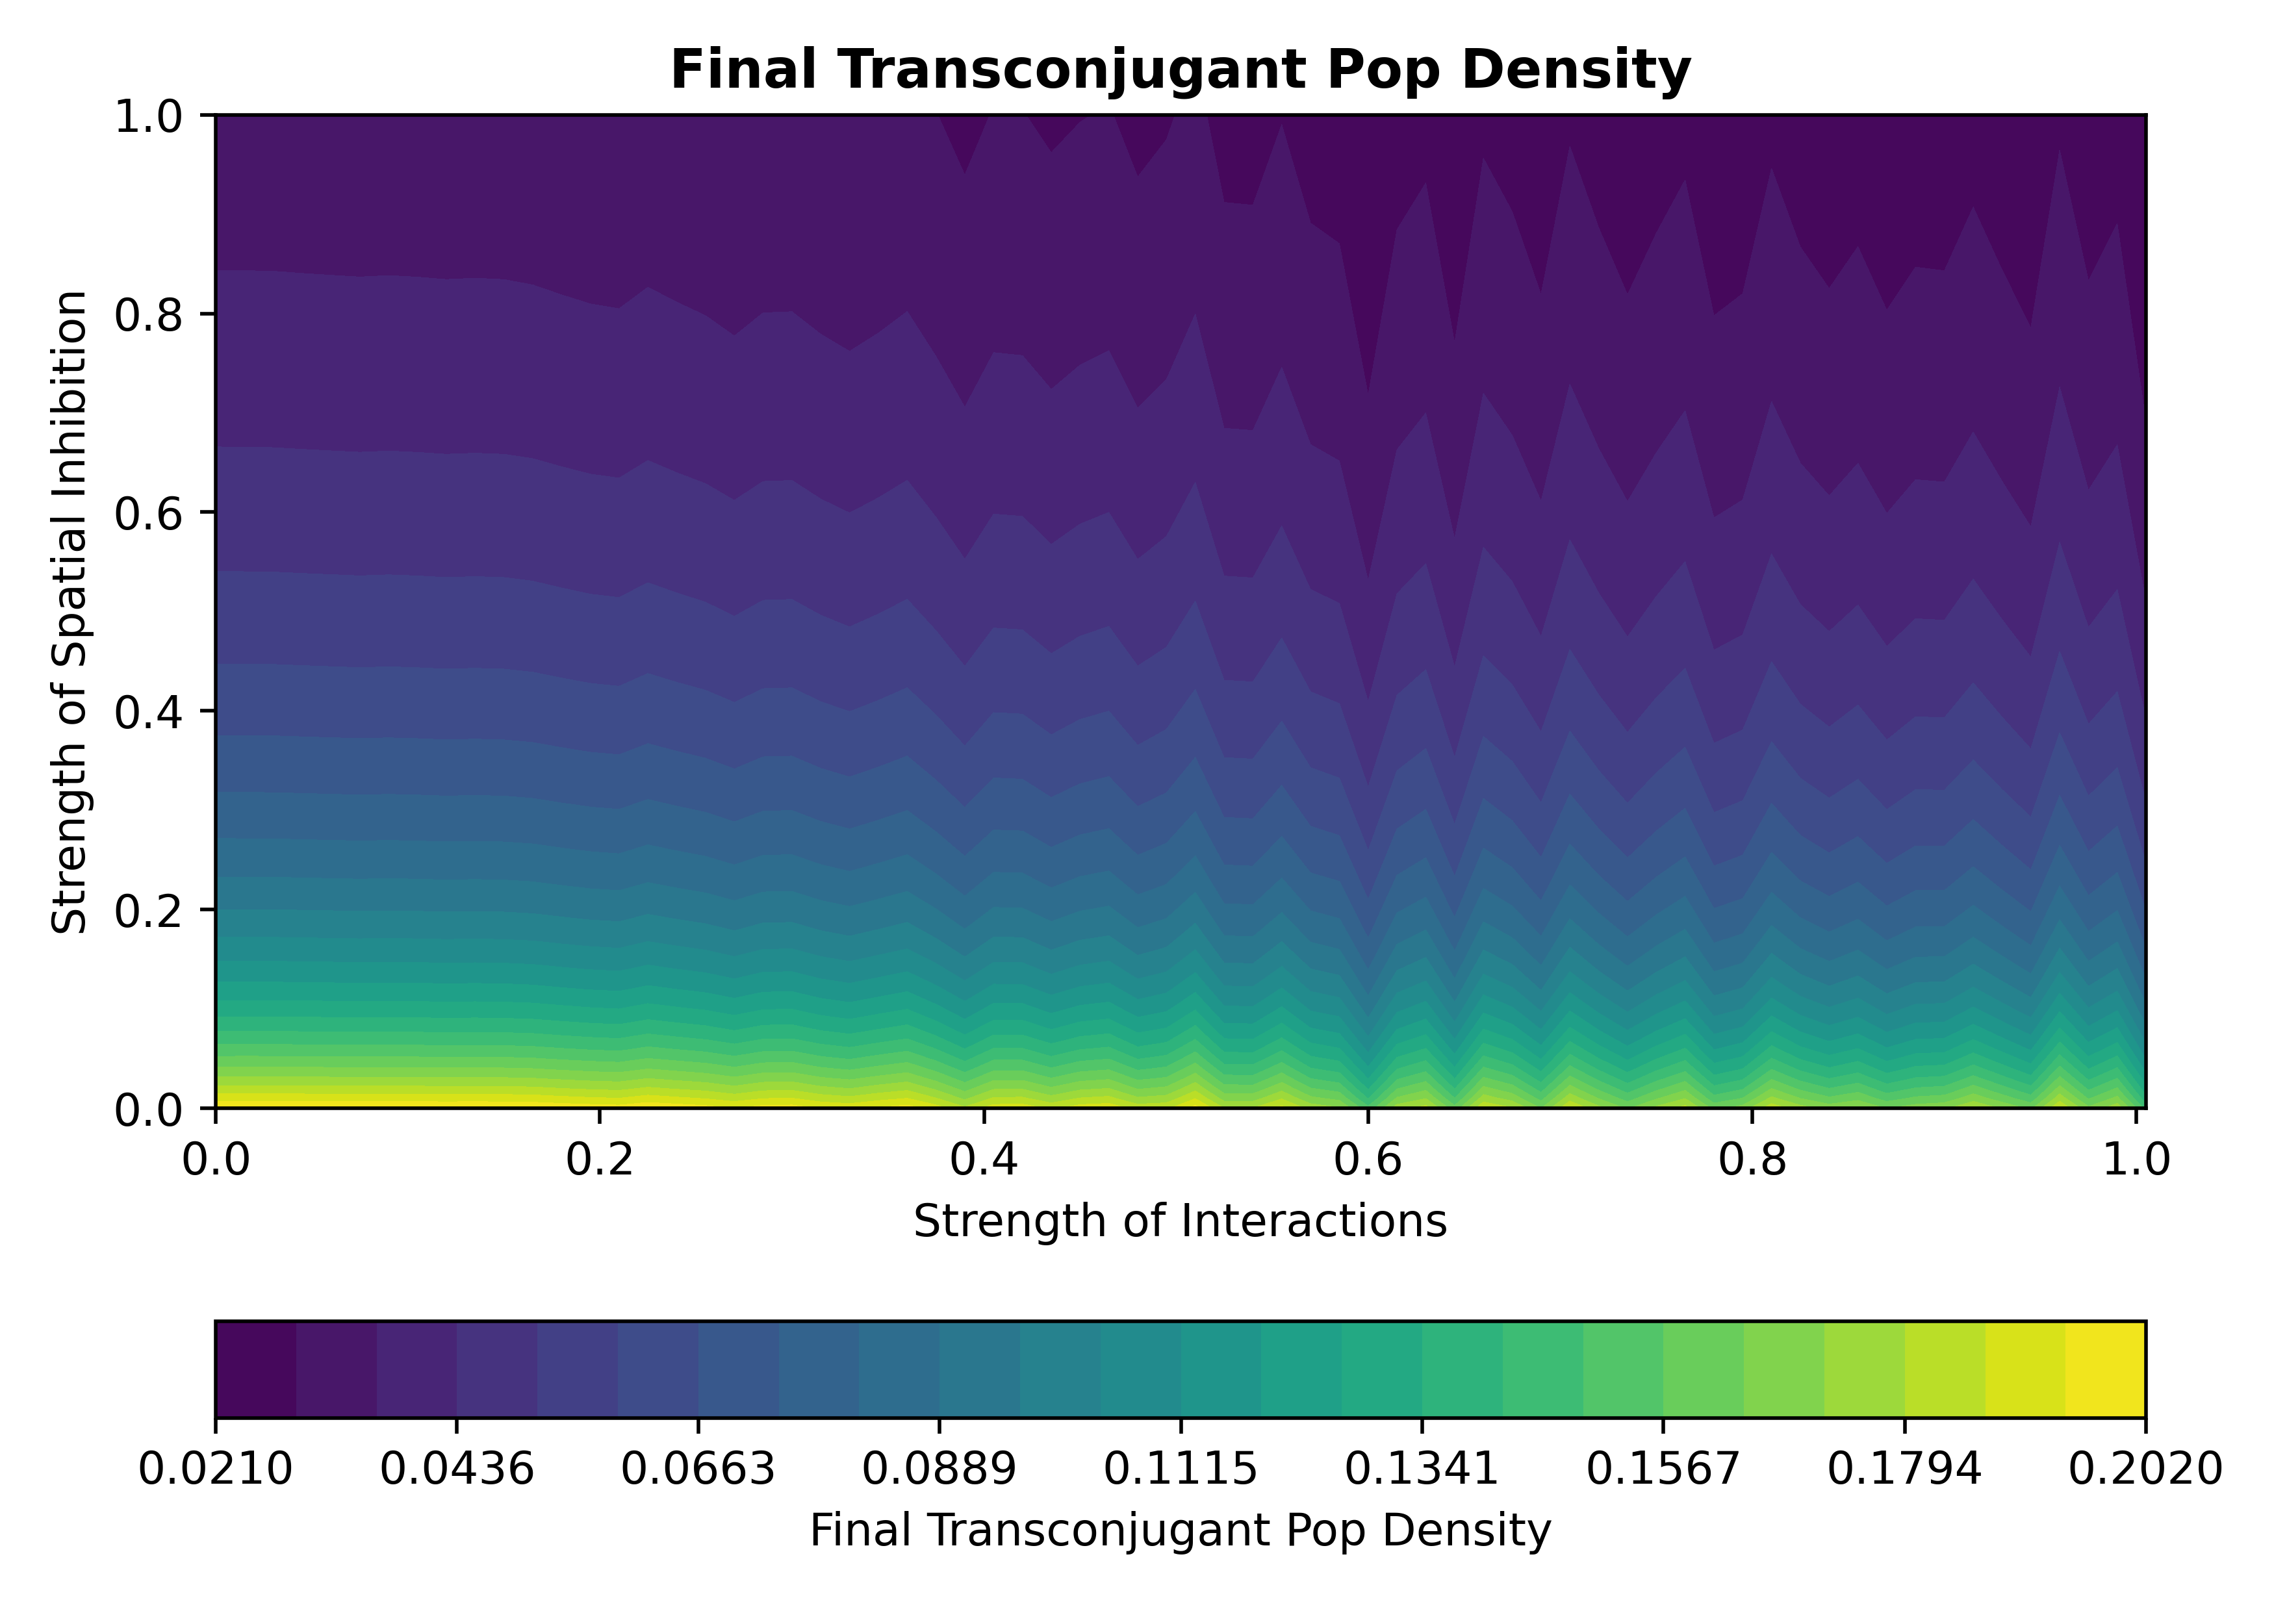 Final Transconjugant Pop Density
1.0
0.8
0.6
0.4
0.2
0.0
Strength of Spatial Inhibition
0.0 0.2 0.4 0.6 0.8 1.0
Strength of Interactions
0.0210 0.0436 0.0663 0.0889 0.1115 0.1341 0.1567 0.1794 0.2020
Final Transconjugant Pop Density